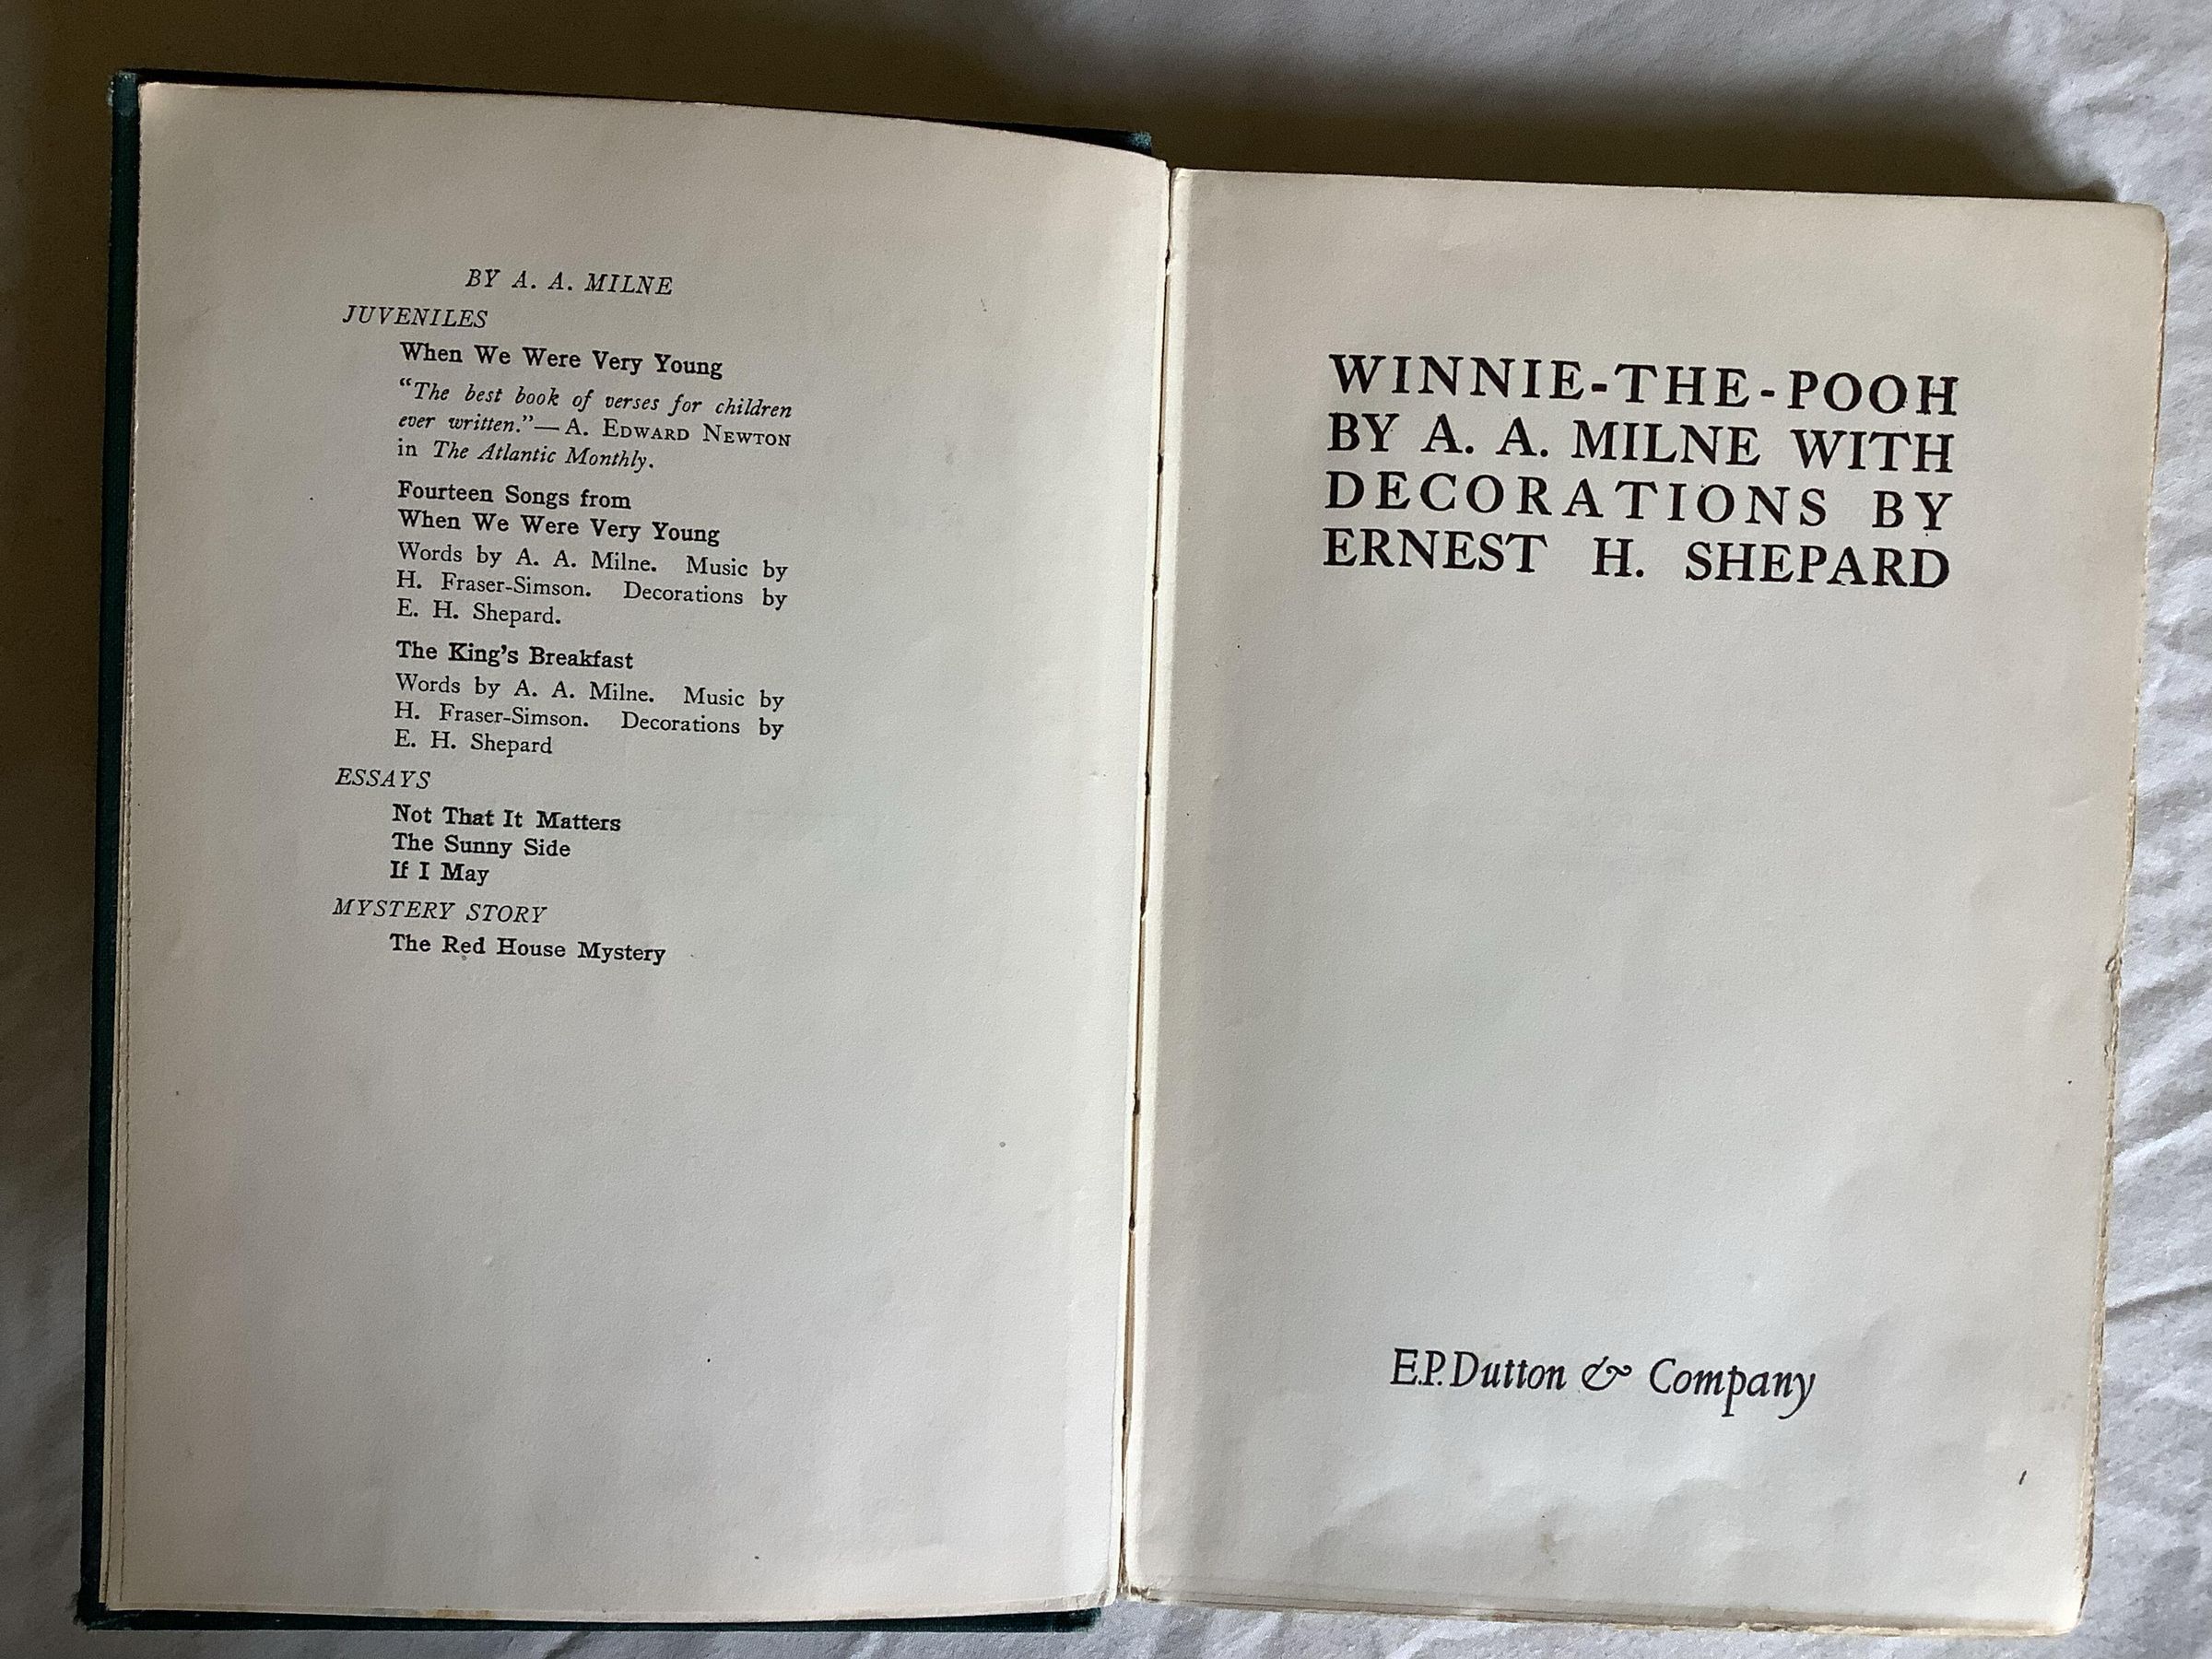 BY A. A. MILNE
JUVENILES
When We Were Very Young
"The best book of verses for children
ever written."—A. EDWARD NEWTON
in The Atlantic Monthly.
Fourteen Songs from
When We Were Very Young
Words by A. A. Milne. Music by
H. Fraser-Simson. Decorations by
E. H. Shepard.
The King's Breakfast
Words by A. A. Milne. Music by
H. Fraser-Simson. Decorations by
E. H. Shepard
ESSAYS
Not That It Matters
The Sunny Side
If I May
MYSTERY STORY
The Red House Mystery
WINNIE-THE-POOH
BY A. A. MILNE WITH
DECORATIONS BY
ERNEST H. SHEPARD
E.P. Dutton & Company